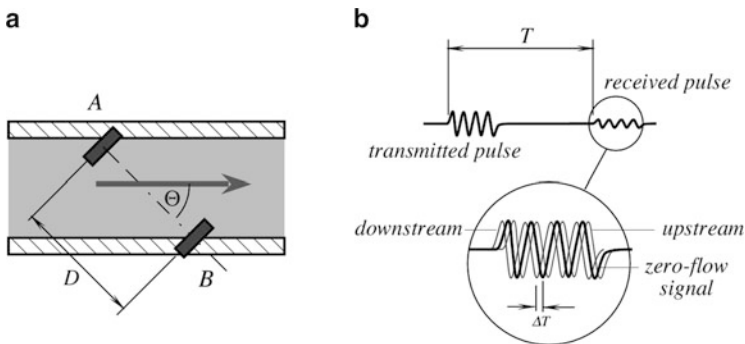 a
A
Θ
D
B
b
T
received pulse
transmitted pulse
downstream
upstream
zero-flow
signal
ΔT